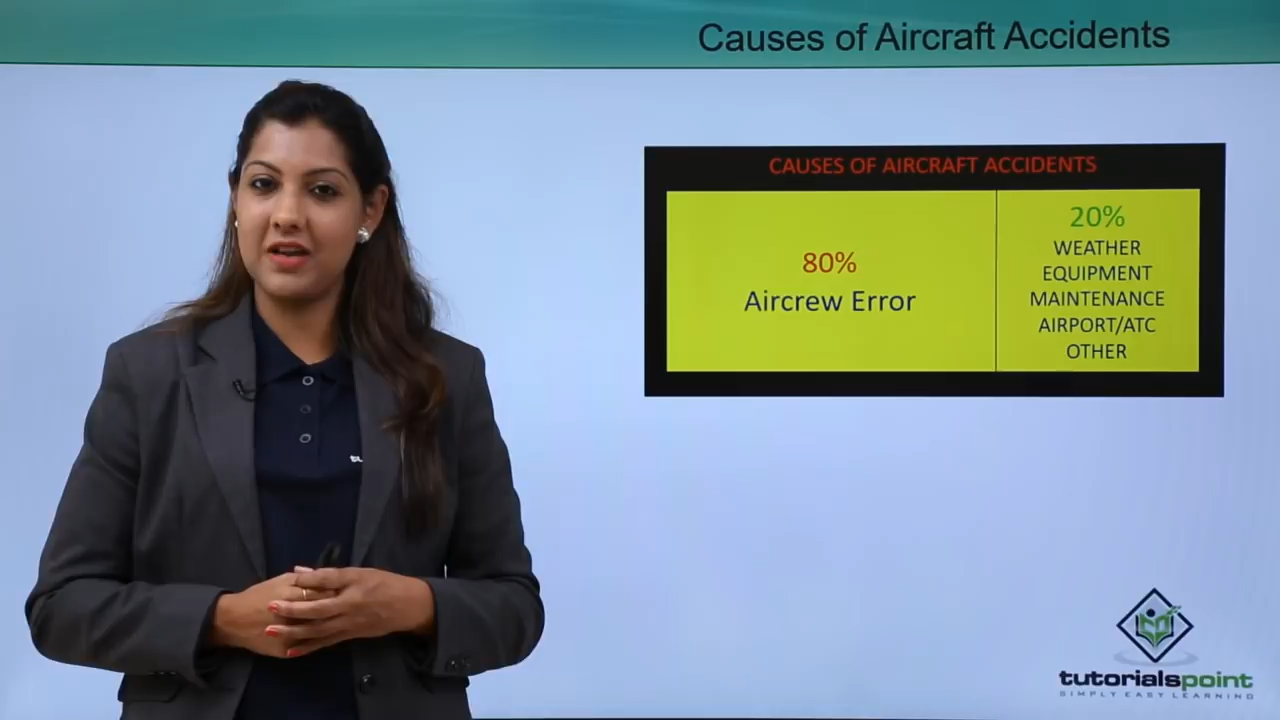 Causes of Aircraft Accidents
CAUSES OF AIRCRAFT ACCIDENTS
80%
Aircrew Error
20%
WEATHER
EQUIPMENT
MAINTENANCE
AIRPORT/ATC
OTHER
tutorialspoint
SIMPLY EASY LEARNING